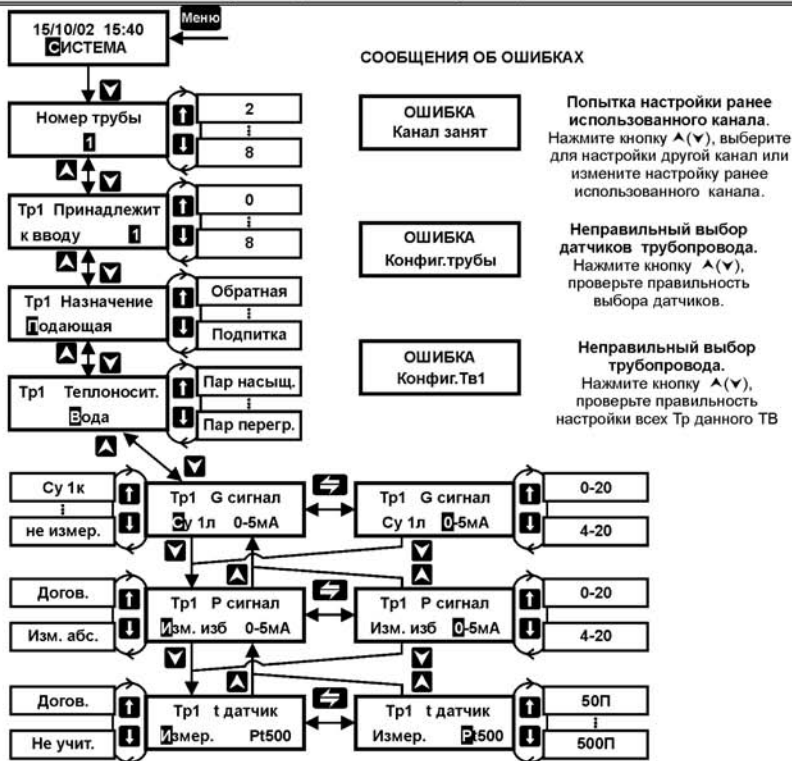 Меню
15/10/02 15:40
СИСТЕМА
СООБЩЕНИЯ ОБ ОШИБКАХ
Номер трубы
1
2
8
ОШИБКА
Канал занят
Попытка настройки ранее
использованного канала.
Нажмите кнопку ⮝(⮟), выберите
для настройки другой канал или
измените настройку ранее
использованного канала.
Тр1 Принадлежит
к вводу 1
0
8
ОШИБКА
Конфиг.трубы
Неправильный выбор
датчиков трубопровода.
Нажмите кнопку ⮝(⮟),
проверьте правильность
выбора датчиков.
Тр1 Назначение
Подающая
Обратная
Подпитка
ОШИБКА
Конфиг.Тв1
Неправильный выбор
трубопровода.
Нажмите кнопку ⮝(⮟),
проверьте правильность
настройки всех Тр данного ТВ
Тр1 Теплоносит.
Вода
Пар насыщ.
Пар перегр.
Су 1к
не измер.
Тр1 G сигнал
Су 1л 0-5мА
Тр1 G сигнал
Су 1л 0-5мА
0-20
4-20
Догов.
Изм. абс.
Тр1 P сигнал
Изм. изб 0-5мА
Тр1 P сигнал
Изм. изб 0-5мА
0-20
4-20
Догов.
Не учит.
Тр1 t датчик
Измер. Pt500
Тр1 t датчик
Измер. Pt500
50П
500П